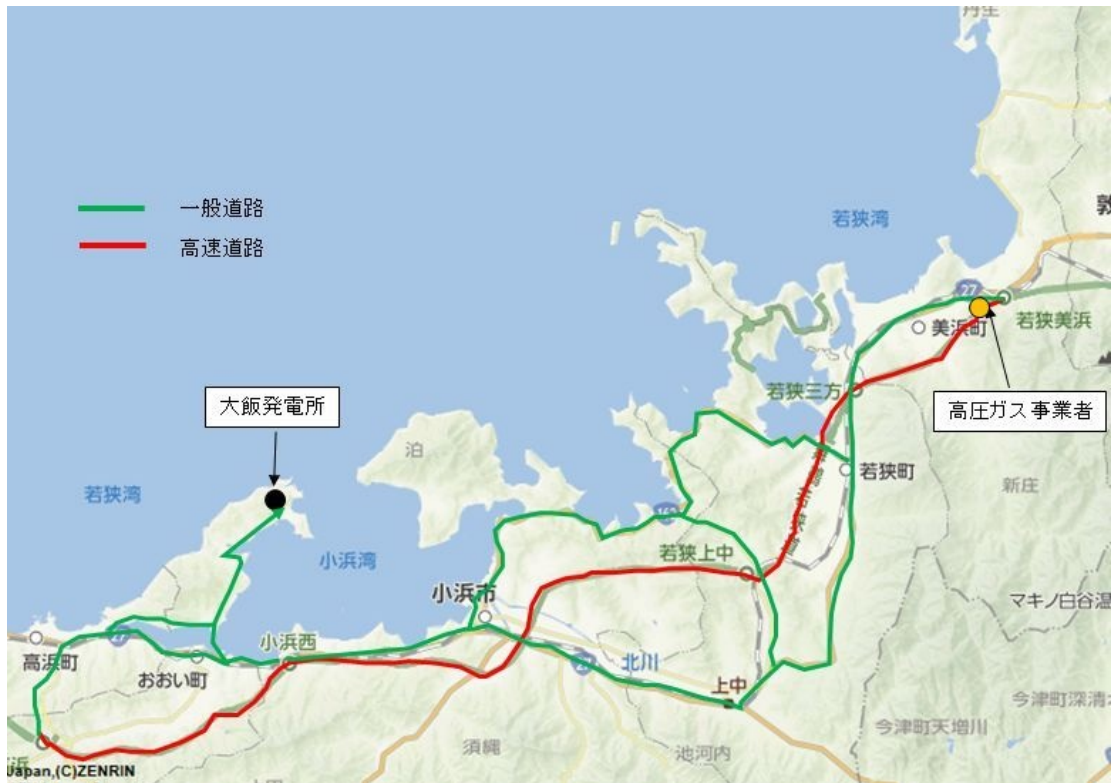 丹生
一般道路
高速道路
若狭湾
敦
27
若狭美浜
美浜町
大飯発電所
若狭三方
高圧ガス事業者
泊
若狭町
新庄
若狭湾
162
小浜湾
若狭上中
小浜市
マキノ白谷温
27
高浜町
小浜西
おおい町
27
北川
上中
今津町深清水
今津町天増川
須縄
池河内
浜
Japan,(C)ZENRIN